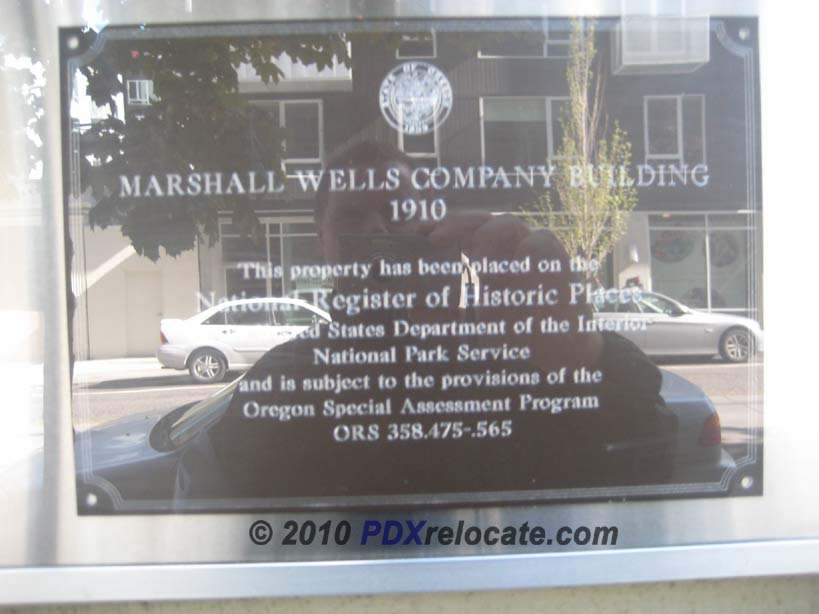 MARSHALL WELLS COMPANY BUILDING
1910
This property has been placed on the
National Register of Historic Places
United States Department of the Interior
National Park Service
and is subject to the provisions of the
Oregon Special Assessment Program
ORS 358.475-.565
© 2010 PDXrelocate.com